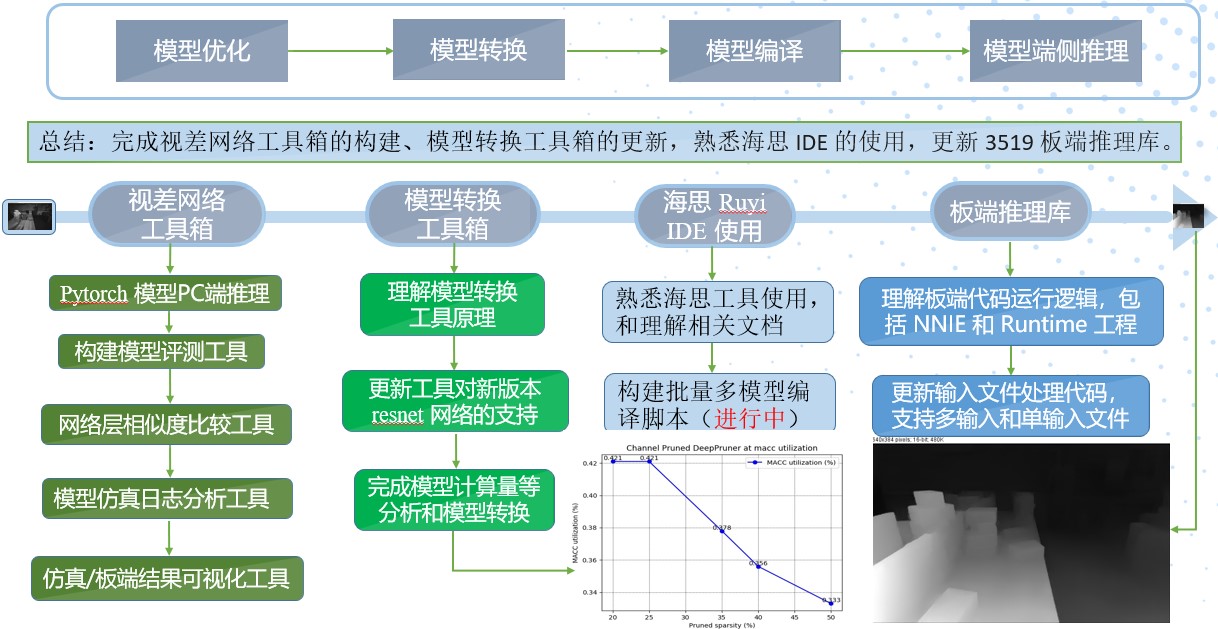 模型优化
模型转换
模型编译
模型端侧推理
总结：完成视差网络工具箱的构建、模型转换工具箱的更新，熟悉海思 IDE 的使用，更新 3519 板端推理库。
视差网络
工具箱
Pytorch 模型PC端推理
构建模型评测工具
网络层相似度比较工具
模型仿真日志分析工具
仿真/板端结果可视化工具
模型转换
工具箱
理解模型转换
工具原理
更新工具对新版本
resnet 网络的支持
完成模型计算量等
分析和模型转换
海思 Ruyi
IDE 使用
熟悉海思工具使用，
和理解相关文档
构建批量多模型编
译脚本（进行中）
Channel Pruned DeepPruner at macc utilization
MACC utilization (%)
0.421
0.421
0.378
0.356
0.333
0.42
0.40
0.38
0.36
0.34
MACC utilization (%)
20 25 30 35 40 45 50
Pruned sparsity (%)
板端推理库
理解板端代码运行逻辑，包
括 NNIE 和 Runtime 工程
更新输入文件处理代码，
支持多输入和单输入文件
140x384 pixels; 16-bit; 480K